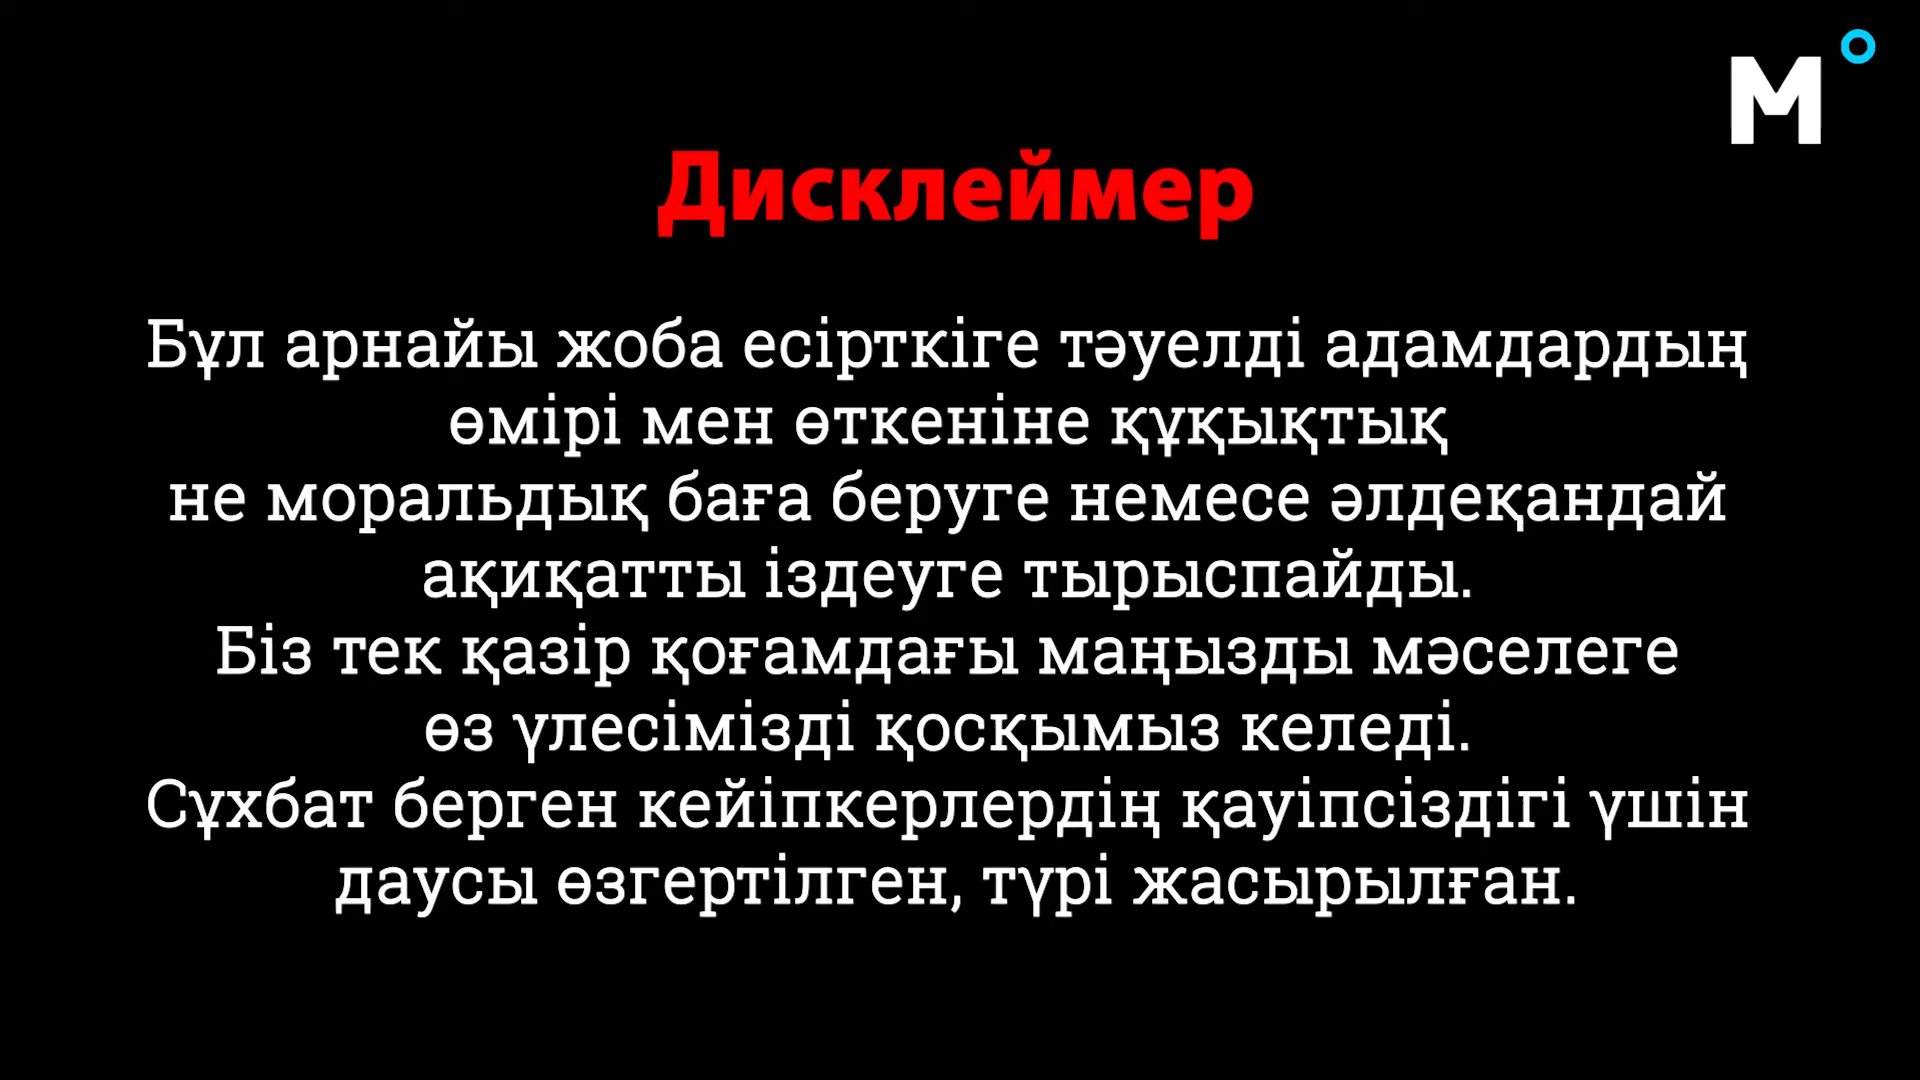 M°
Дисклеймер
Бұл арнайы жоба есірткіге тәуелді адамдардың
өмірі мен өткеніне құқықтық
не моральдық баға беруге немесе әлдеқандай
ақиқатты іздеуге тырыспайды.
Біз тек қазір қоғамдағы маңызды мәселеге
өз үлесімізді қосқымыз келеді.
Сұхбат берген кейіпкерлердің қауіпсіздігі үшін
даусы өзгертілген, түрі жасырылған.